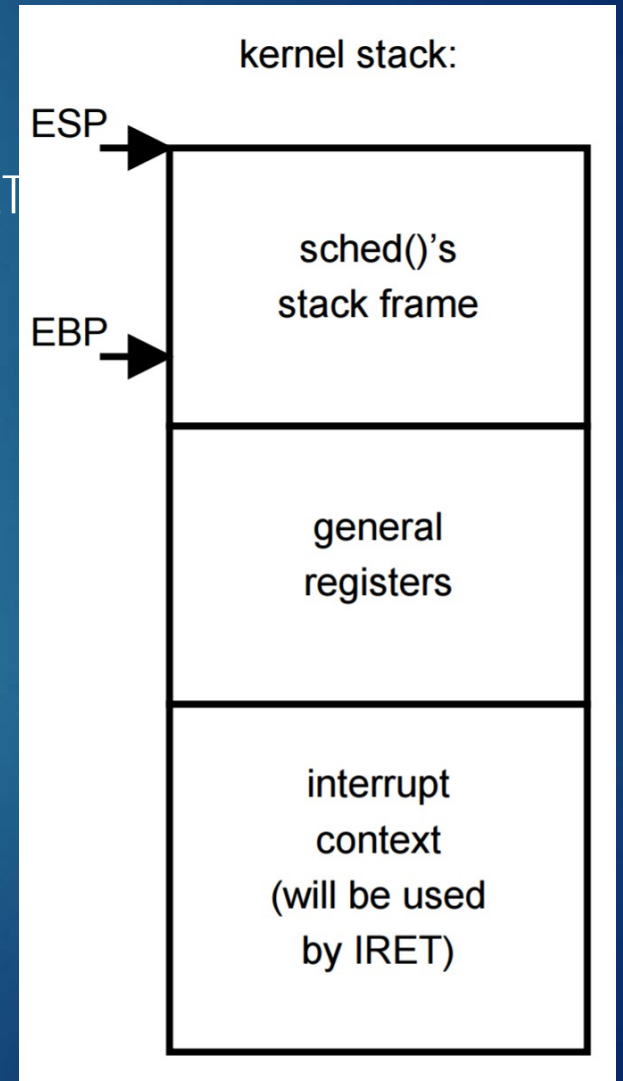 kernel stack:
ESP
T
sched()'s
stack frame
EBP
general
registers
interrupt
context
(will be used
by IRET)